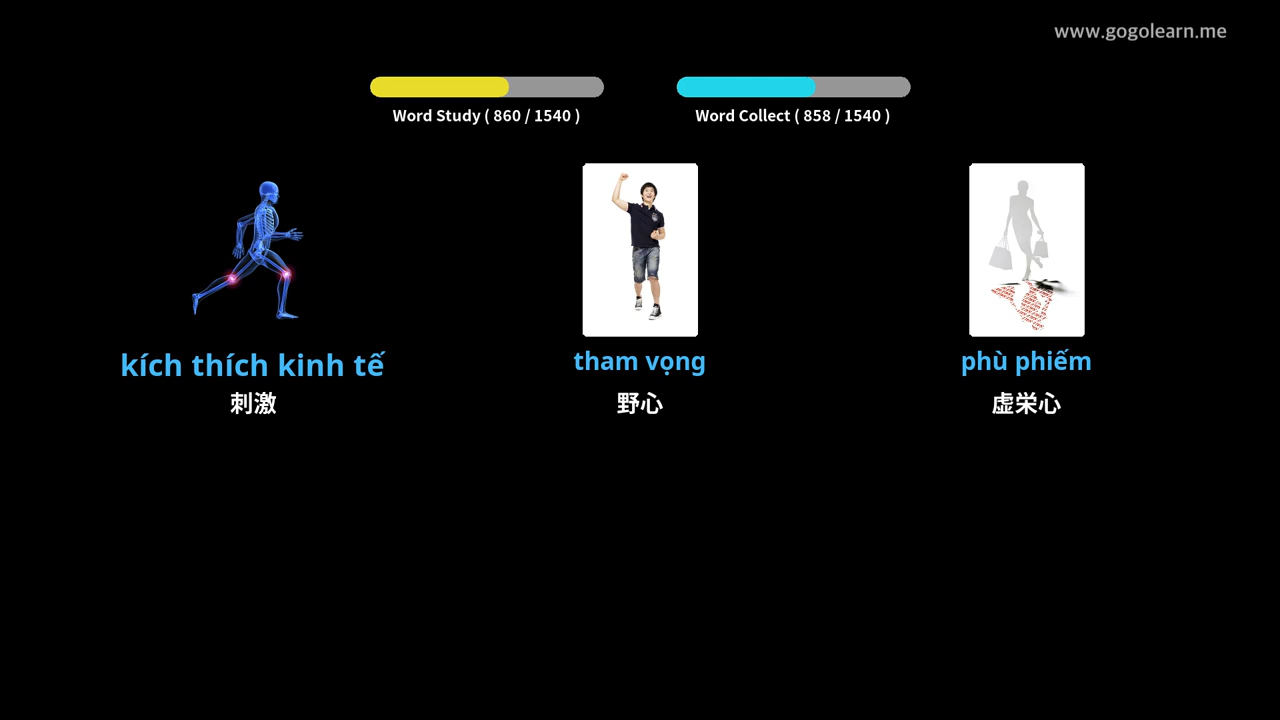 www.gogolearn.me
Word Study ( 860 / 1540 )
Word Collect ( 858 / 1540 )
kích thích kinh tế
刺激
tham vọng
野心
phù phiếm
虚栄心